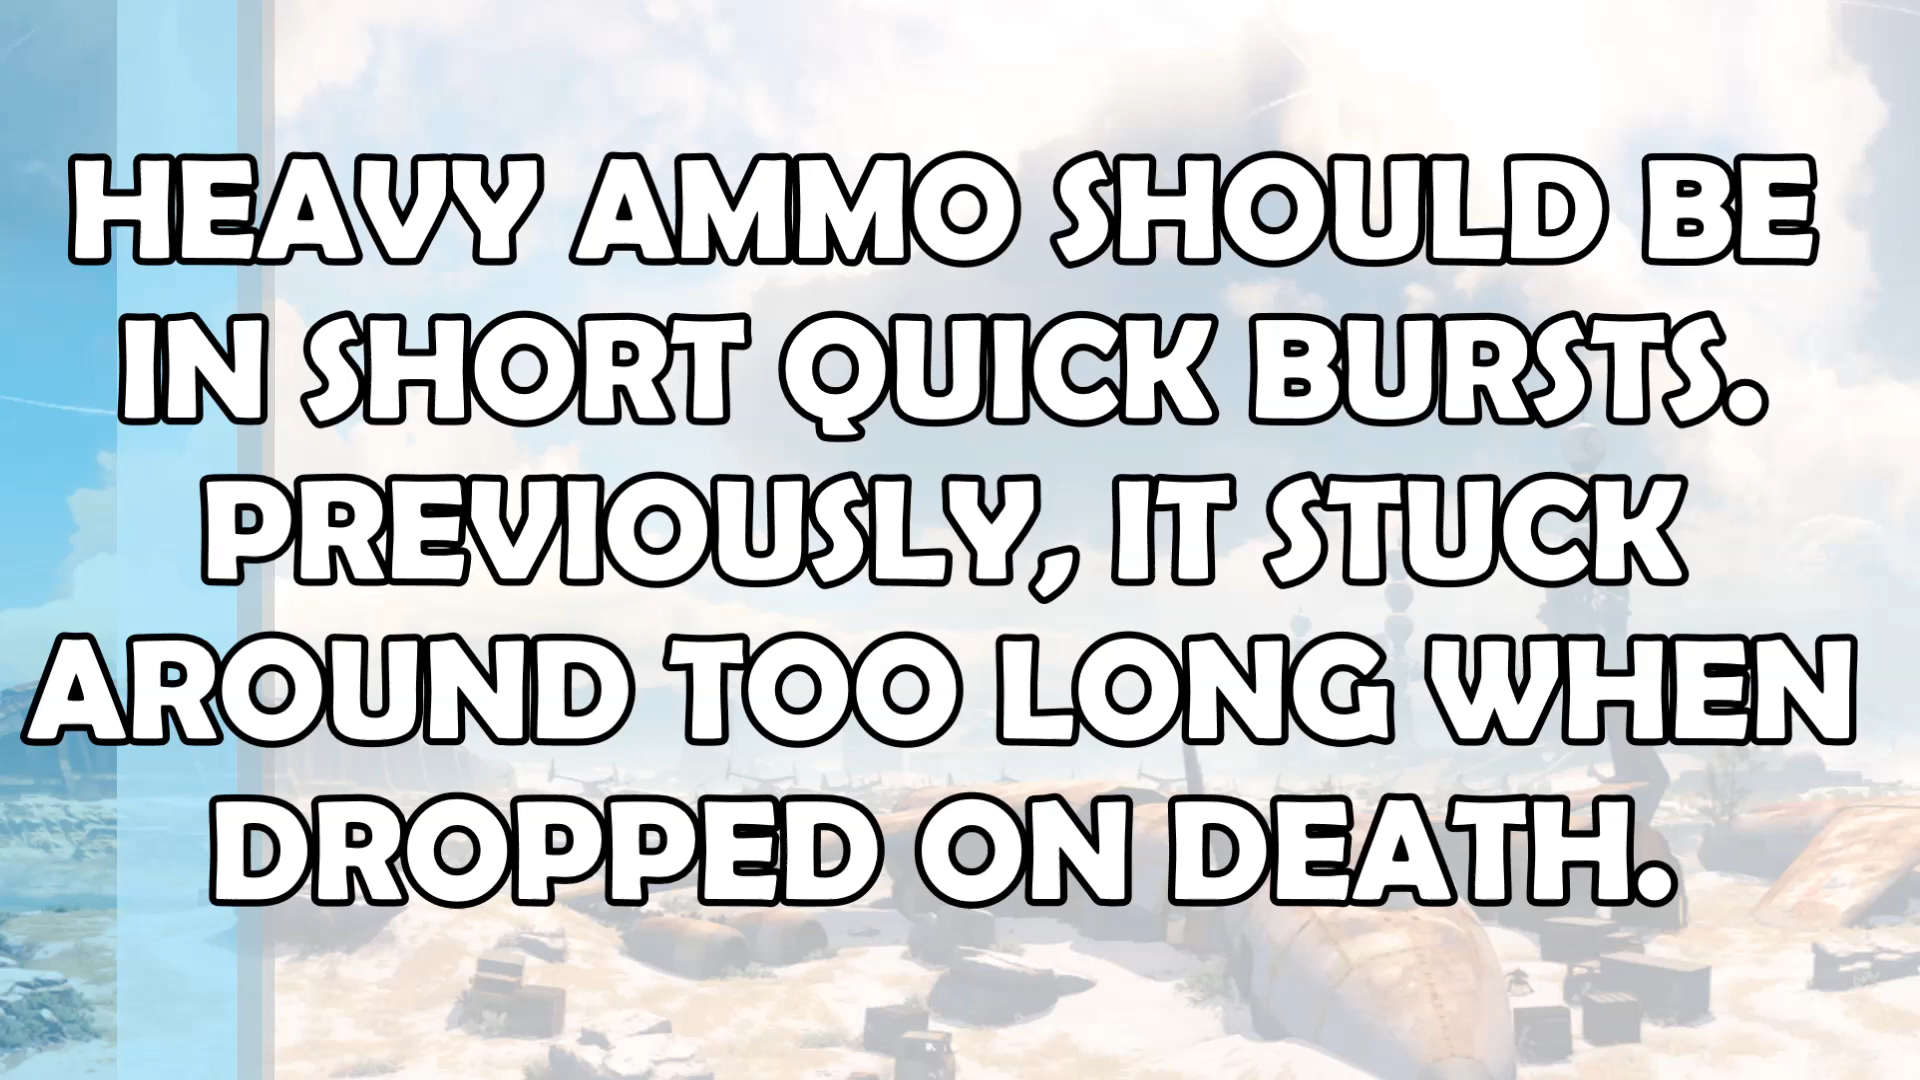 HEAVY AMMO SHOULD BE
IN SHORT QUICK BURSTS.
PREVIOUSLY, IT STUCK
AROUND TOO LONG WHEN
DROPPED ON DEATH.